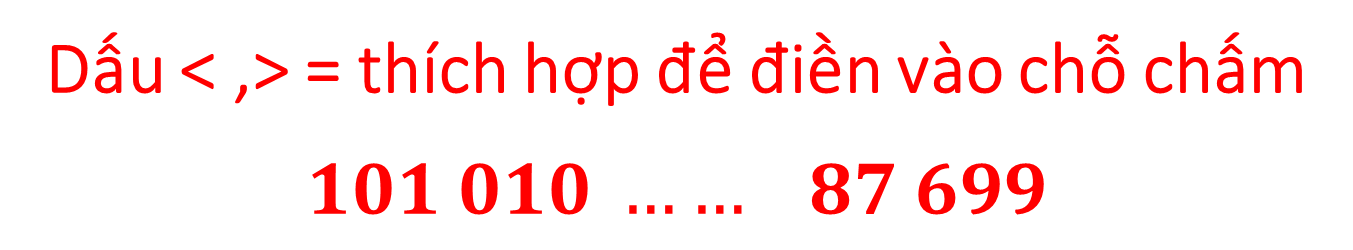 Dấu < ,> = thích hợp để điền vào chỗ chấm
101 010 ... ... 87 699